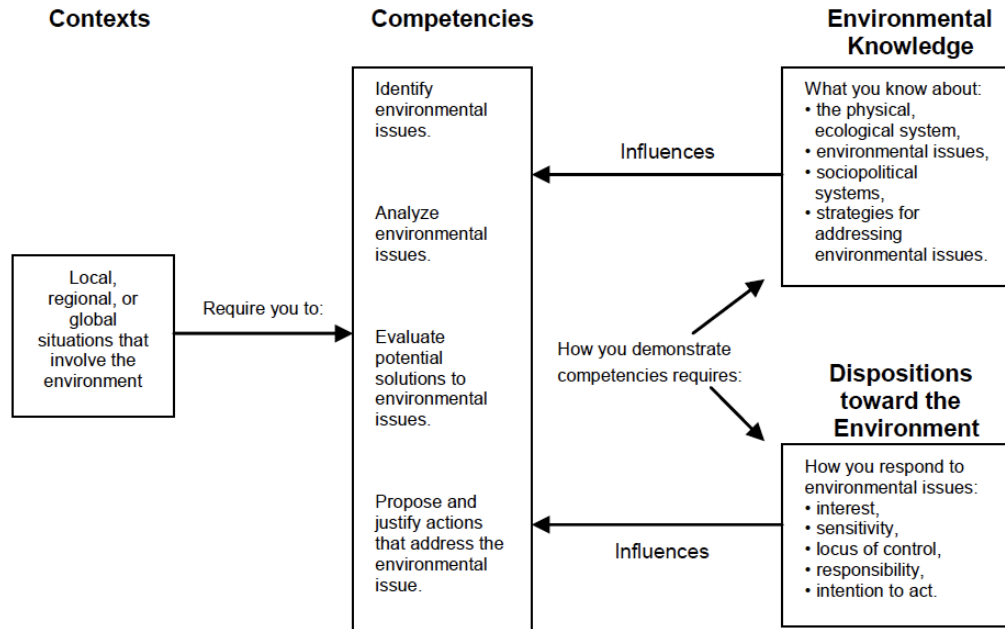 Contexts
Local,
regional, or
global
situations that
involve the
environment
Require you to:
Competencies
Identify
environmental
issues.
Analyze
environmental
issues.
Evaluate
potential
solutions to
environmental
issues.
Propose and
justify actions
that address the
environmental
issue.
Influences
How you demonstrate
competencies requires:
Influences
Environmental
Knowledge
What you know about:
• the physical,
ecological system,
• environmental issues,
• sociopolitical
systems,
• strategies for
addressing
environmental issues.
Dispositions
toward the
Environment
How you respond to
environmental issues:
• interest,
• sensitivity,
• locus of control,
• responsibility,
• intention to act.